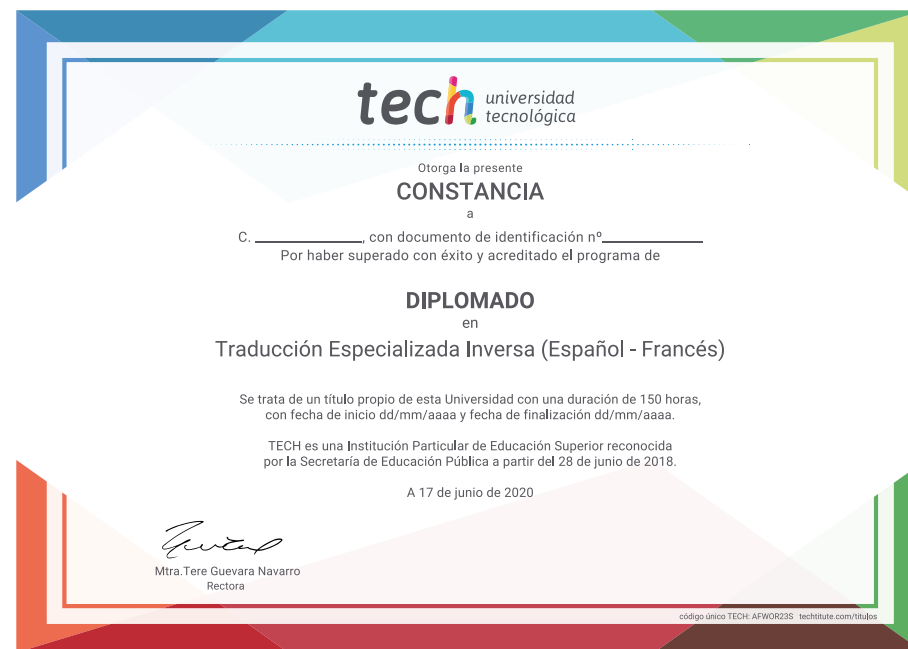 tech universidad
tecnológica
Otorga la presente
CONSTANCIA
a
C. ____________, con documento de identificación nº____________
Por haber superado con éxito y acreditado el programa de
DIPLOMADO
en
Traducción Especializada Inversa (Español - Francés)
Se trata de un título propio de esta Universidad con una duración de 150 horas,
con fecha de inicio dd/mm/aaaa y fecha de finalización dd/mm/aaaa.
TECH es una Institución Particular de Educación Superior reconocida
por la Secretaría de Educación Pública a partir del 28 de junio de 2018.
A 17 de junio de 2020
Mtra.Tere Guevara Navarro
Rectora
código único TECH: AFWOR23S techtitute.com/titulos